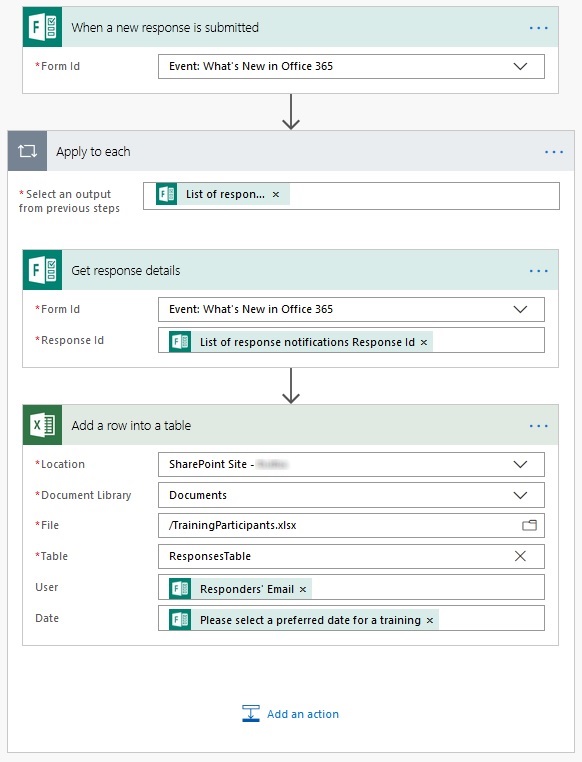 When a new response is submitted
*Form Id
Event: What's New in Office 365
Apply to each
*Select an output
from previous steps
List of respon... ×
Get response details
*Form Id
Event: What's New in Office 365
*Response Id
List of response notifications Response Id ×
Add a row into a table
*Location
SharePoint Site -
*Document Library
Documents
*File
/TrainingParticipants.xlsx
*Table
ResponsesTable
User
Responders' Email ×
Date
Please select a preferred date for a training ×
Add an action